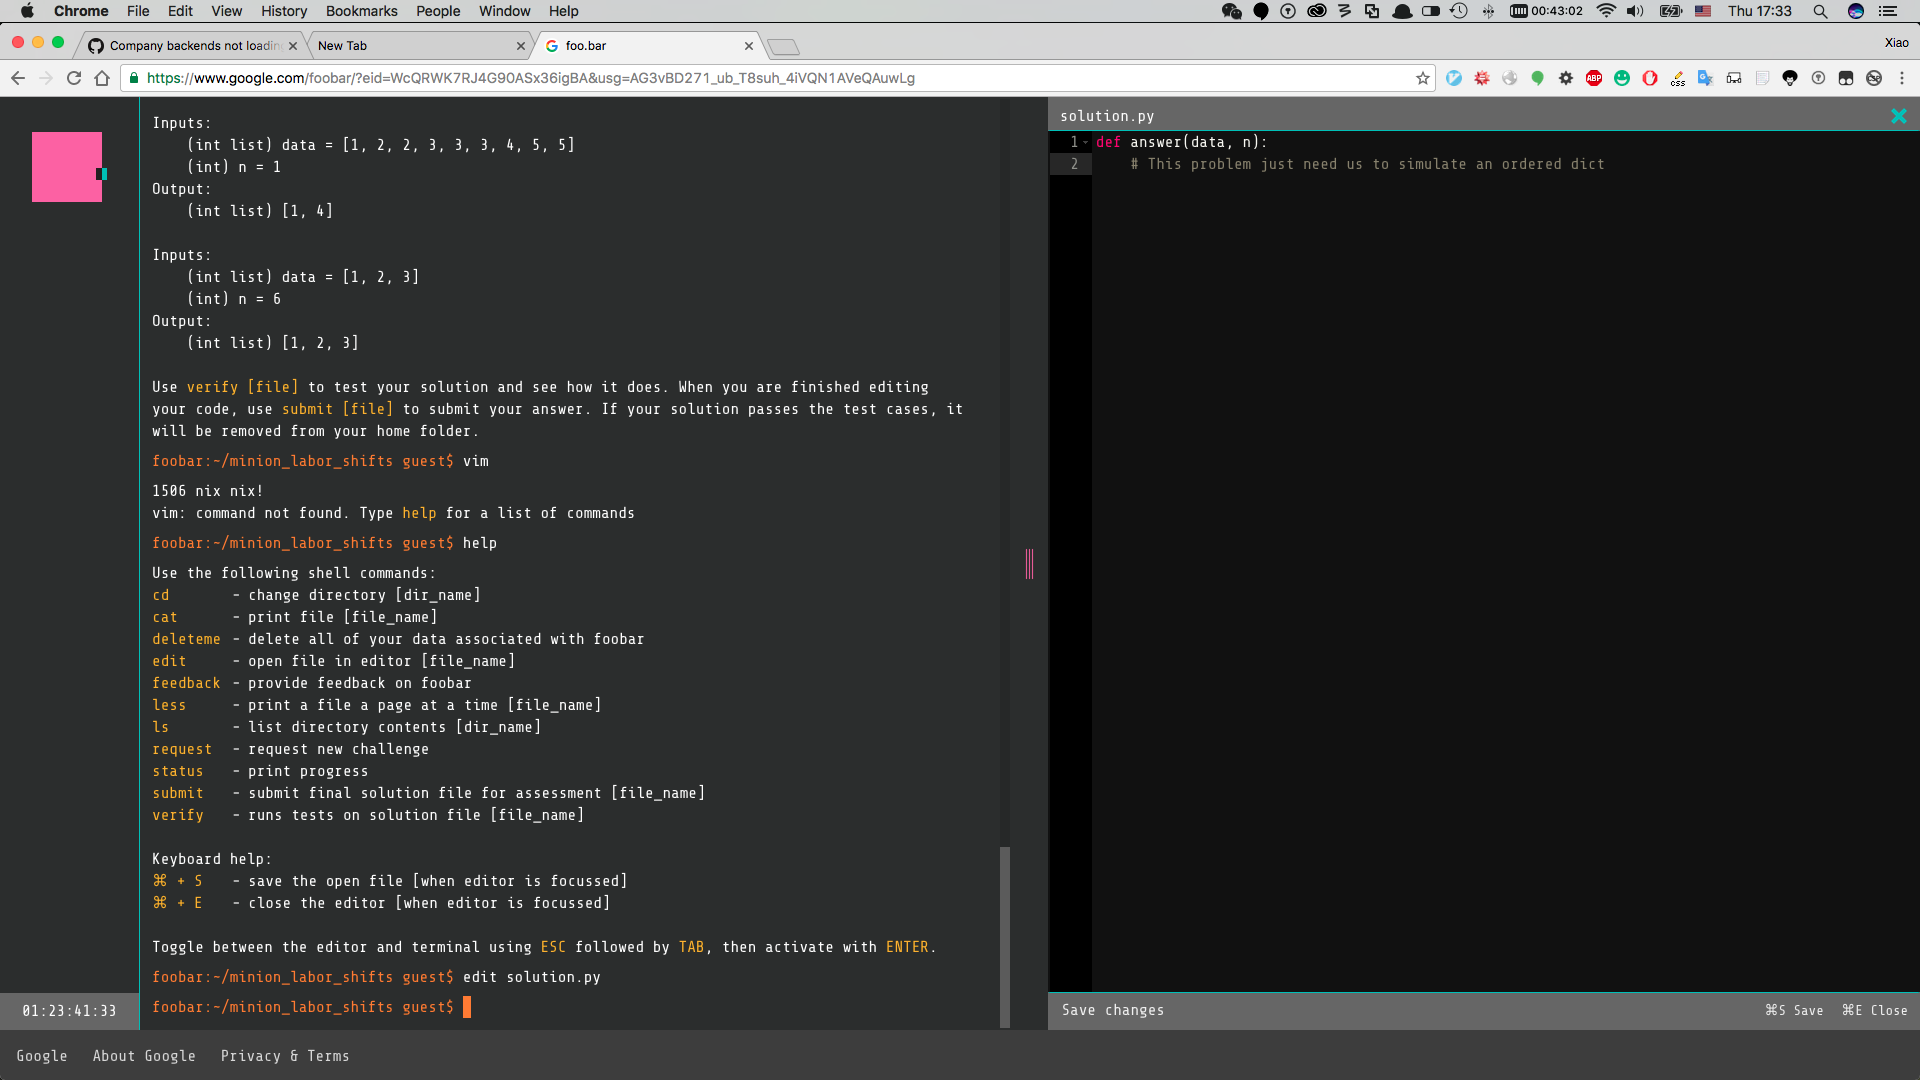 Chrome File Edit View History Bookmarks People Window Help 00:43:02 Thu 17:33
Company backends not loadin
New Tab
foo.bar
Xiao
https://www.google.com/foobar/?eid=WcQRWK7RJ4G90ASx36igBA&usg=AG3vBD271_ub_T8suh_4iVQN1AVeQAuwLg
ABP
css
Inputs:
(int list) data = [1, 2, 2, 3, 3, 3, 4, 5, 5]
(int) n = 1
Output:
(int list) [1, 4]
Inputs:
(int list) data = [1, 2, 3]
(int) n = 6
Output:
(int list) [1, 2, 3]
Use verify [file] to test your solution and see how it does. When you are finished editing
your code, use submit [file] to submit your answer. If your solution passes the test cases, it
will be removed from your home folder.
foobar:~/minion_labor_shifts guest$ vim
1506 nix nix!
vim: command not found. Type help for a list of commands
foobar:~/minion_labor_shifts guest$ help
Use the following shell commands:
cd - change directory [dir_name]
cat - print file [file_name]
deleteme - delete all of your data associated with foobar
edit - open file in editor [file_name]
feedback - provide feedback on foobar
less - print a file a page at a time [file_name]
ls - list directory contents [dir_name]
request - request new challenge
status - print progress
submit - submit final solution file for assessment [file_name]
verify - runs tests on solution file [file_name]
Keyboard help:
⌘ + S - save the open file [when editor is focussed]
⌘ + E - close the editor [when editor is focussed]
Toggle between the editor and terminal using ESC followed by TAB, then activate with ENTER.
foobar:~/minion_labor_shifts guest$ edit solution.py
foobar:~/minion_labor_shifts guest$
01:23:41:33
solution.py
1 def answer(data, n):
2 # This problem just need us to simulate an ordered dict
Save changes
⌘S Save ⌘E Close
Google About Google Privacy & Terms